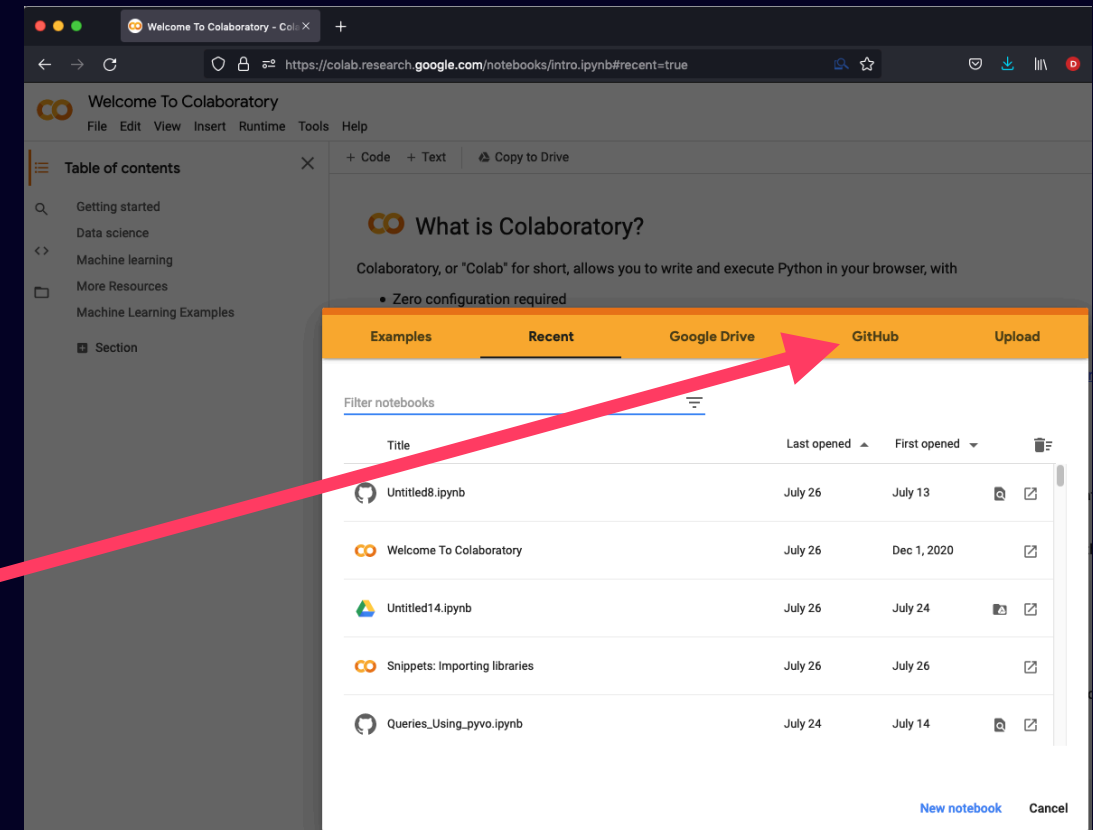 Welcome To Colaboratory - Cola
https://colab.research.google.com/notebooks/intro.ipynb#recent=true
D
Welcome To Colaboratory
File Edit View Insert Runtime Tools Help
Table of contents
+ Code + Text Copy to Drive
Getting started
Data science
Machine learning
More Resources
Machine Learning Examples
Section
What is Colaboratory?
Colaboratory, or "Colab" for short, allows you to write and execute Python in your browser, with
• Zero configuration required
Examples Recent Google Drive GitHub Upload
Filter notebooks
Title Last opened First opened
Untitled8.ipynb July 26 July 13
Welcome To Colaboratory July 26 Dec 1, 2020
Untitled14.ipynb July 26 July 24
Snippets: Importing libraries July 26 July 26
Queries_Using_pyvo.ipynb July 24 July 14
New notebook Cancel